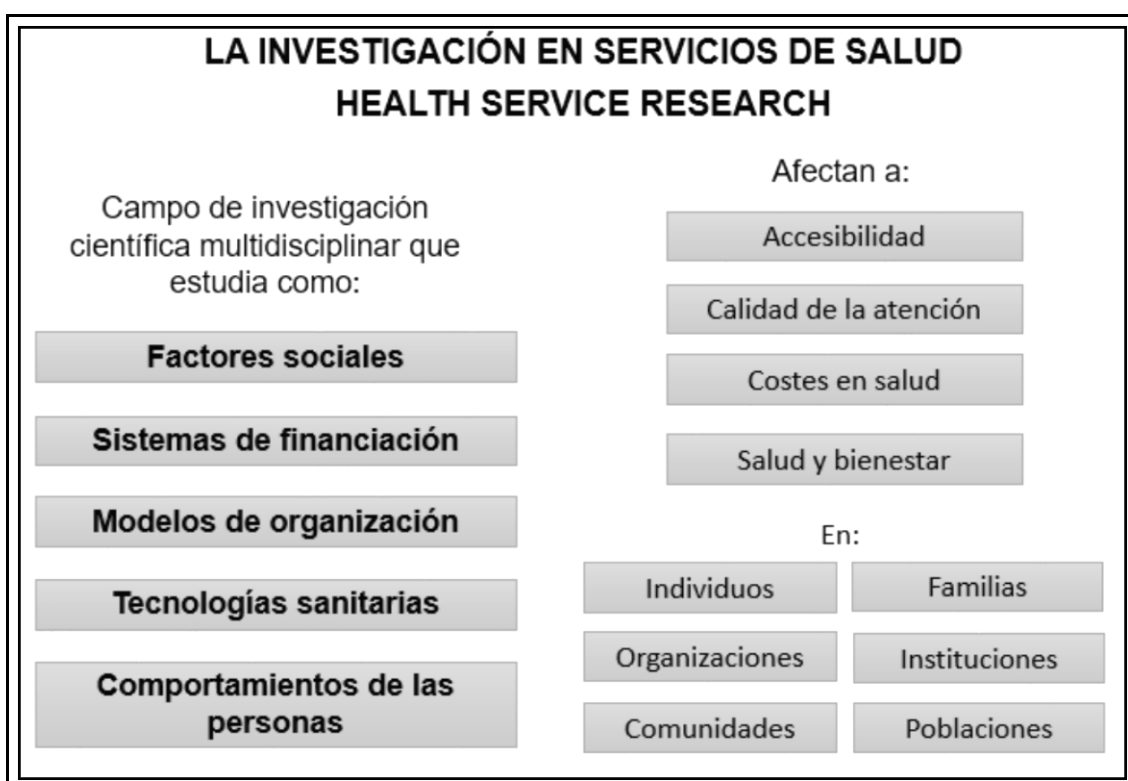 LA INVESTIGACIÓN EN SERVICIOS DE SALUD
HEALTH SERVICE RESEARCH
Campo de investigación
científica multidisciplinar que
estudia como:
Factores sociales
Sistemas de financiación
Modelos de organización
Tecnologías sanitarias
Comportamientos de las
personas
Afectan a:
Accesibilidad
Calidad de la atención
Costes en salud
Salud y bienestar
En:
Individuos
Familias
Organizaciones
Instituciones
Comunidades
Poblaciones